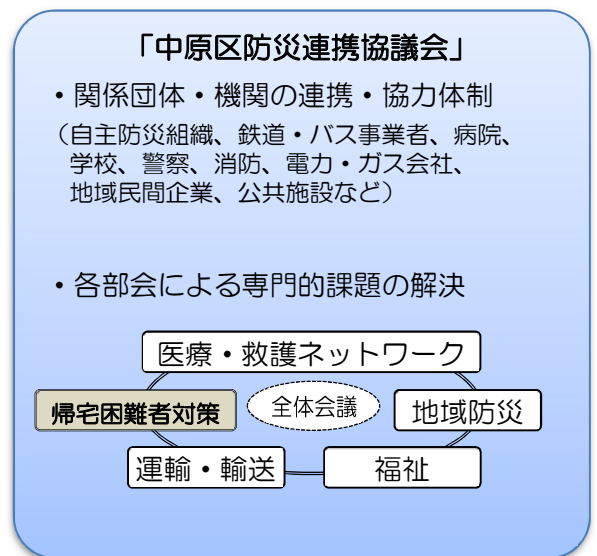 「中原区防災連携協議会」
・関係団体・機関の連携・協力体制
（自主防災組織、鉄道・バス事業者、病院、
学校、警察、消防、電力・ガス会社、
地域民間企業、公共施設など）
・各部会による専門的課題の解決
医療・救護ネットワーク
帰宅困難者対策
全体会議
地域防災
運輸・輸送
福祉